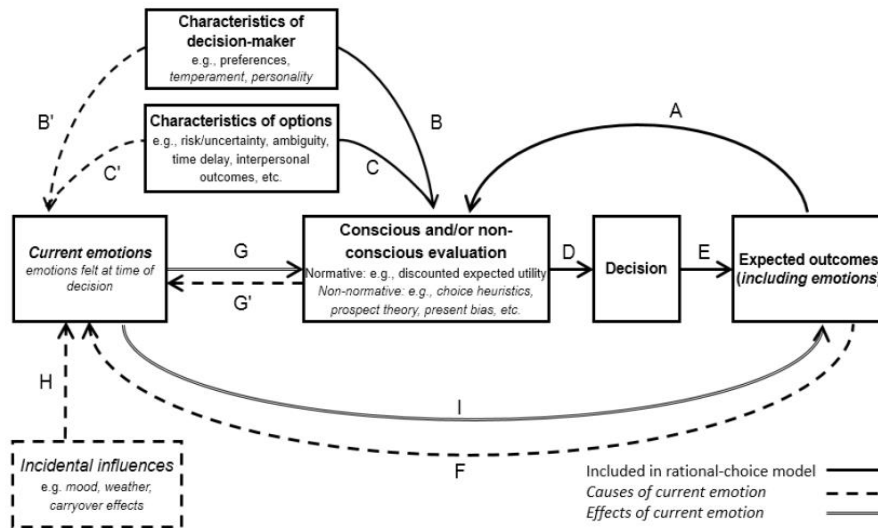 Characteristics of
decision-maker
e.g., preferences,
temperament, personality
B'
B
A
Characteristics of options
e.g., risk/uncertainty, ambiguity,
time delay, interpersonal
outcomes, etc.
C'
C
Current emotions
emotions felt at time of
decision
G
G'
Conscious and/or non-
conscious evaluation
Normative: e.g., discounted expected utility
Non-normative: e.g., choice heuristics,
prospect theory, present bias, etc.
D
Decision
E
Expected outcomes
(including emotions)
H
I
F
Incidental influences
e.g. mood, weather,
carryover effects
Included in rational-choice model
Causes of current emotion
Effects of current emotion